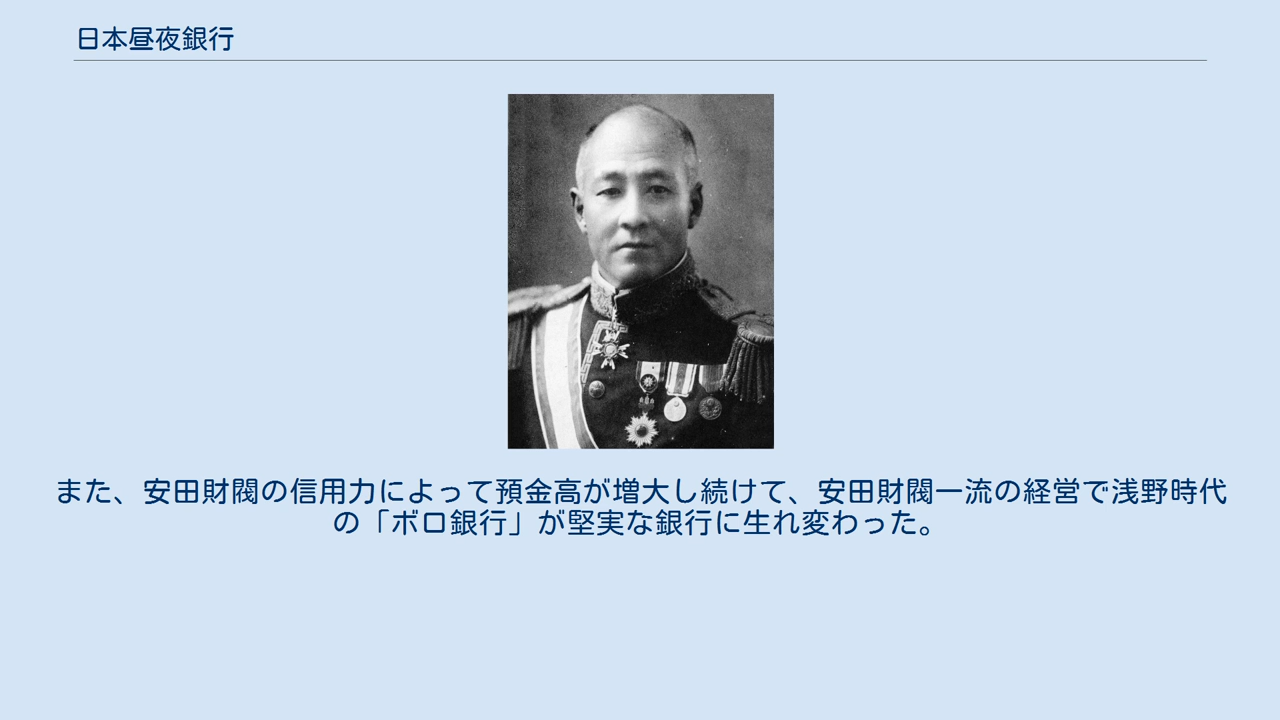 日本昼夜銀行
また、安田財閥の信用力によって預金高が増大し続けて、安田財閥一流の経営で浅野時代
の「ボロ銀行」が堅実な銀行に生れ変わった。